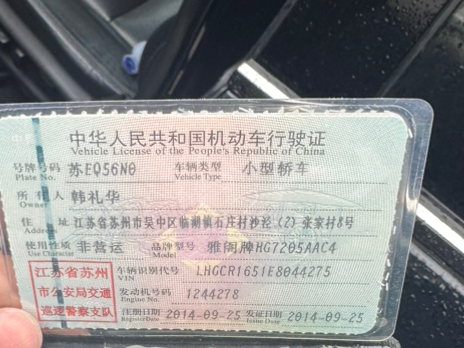 中华人民共和国机动车行驶证
Vehicle License of the People's Republic of China
号牌号码 苏EQ56N0 车辆类型 小型轿车
Plate No. Vehicle Type
所有人 韩礼华
Owner
住址 江苏省苏州市吴中区临湖镇石庄村抄泾(2)张家村8号
Address
使用性质 非营运 品牌型号 雅阁牌HG7205AAC4
Use Character Model
江苏省苏州 车辆识别代号 LHGCR1651E8044275
VIN
市公安局交通 发动机号码 1244278
Engine No.
巡逻警察支队 注册日期 2014-09-25 发证日期 2014-09-25
Register Date Issue Date